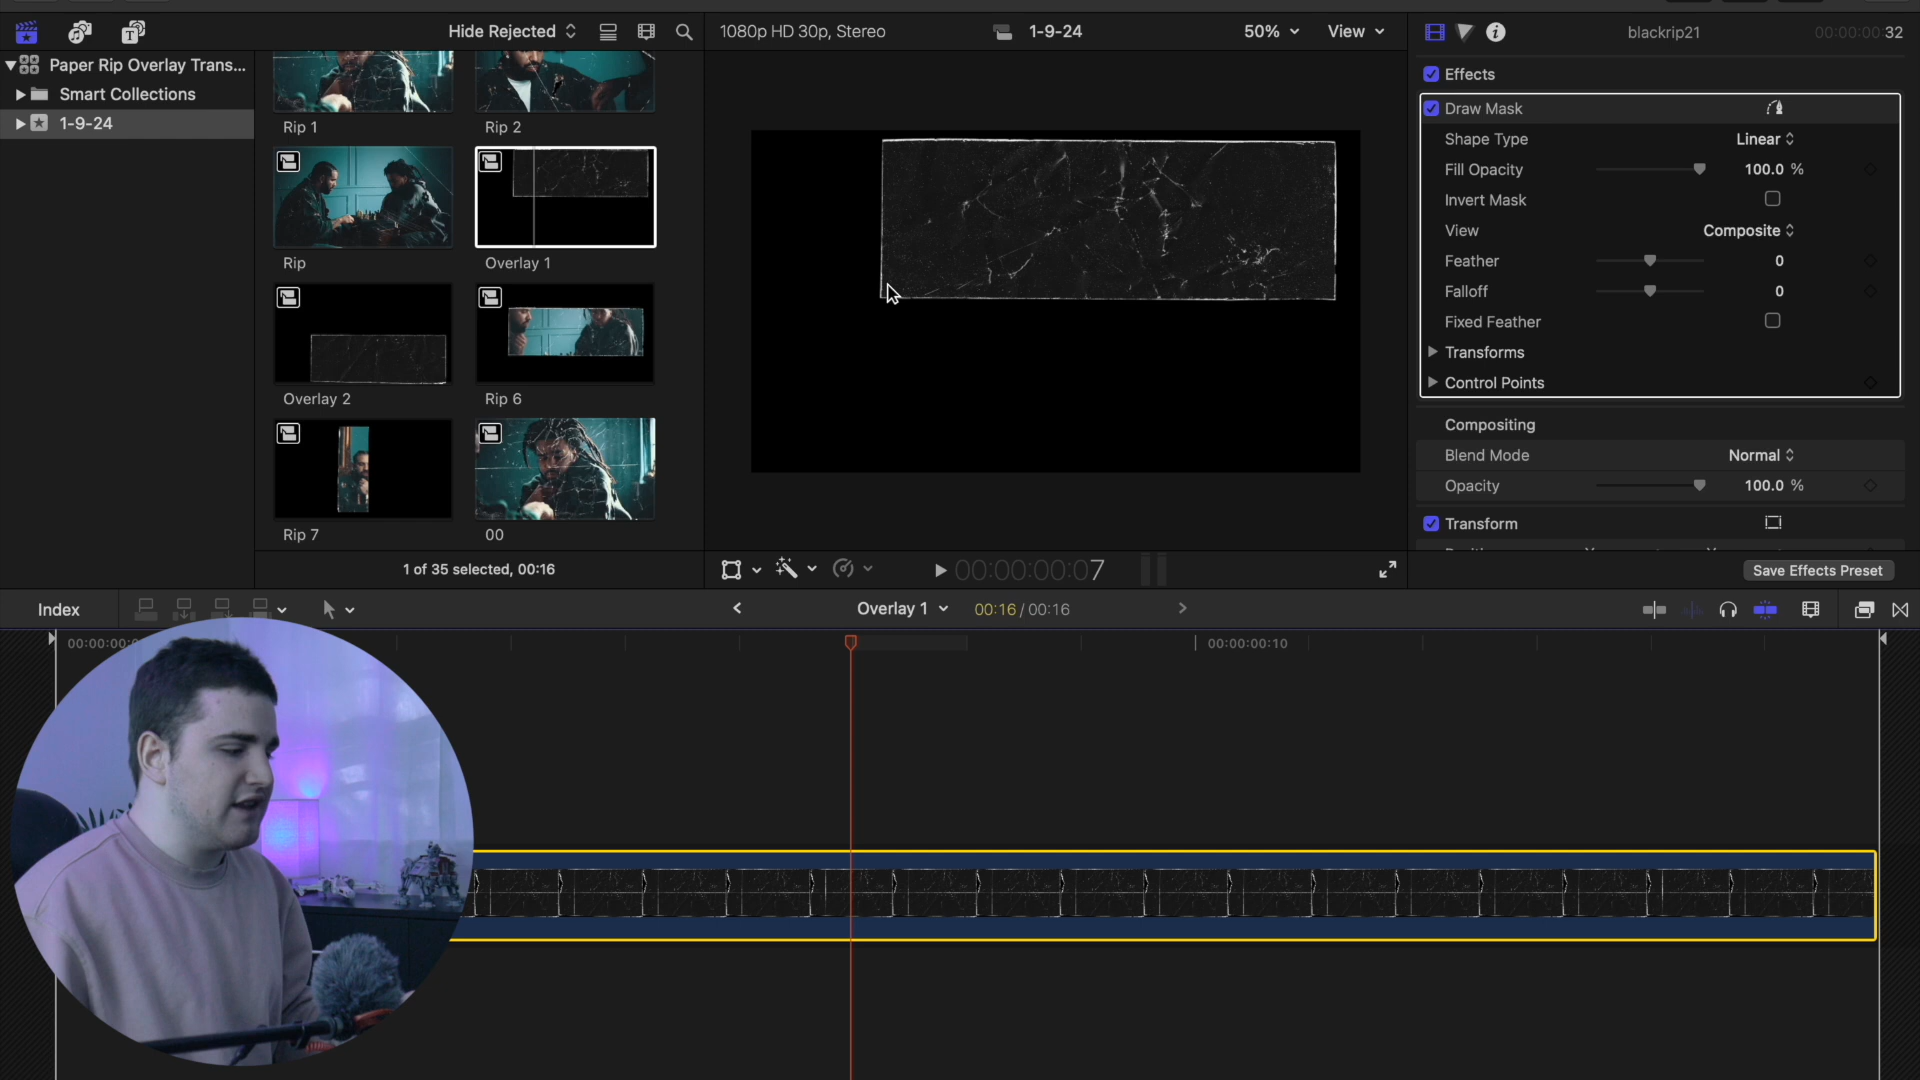 Hide Rejected
1080p HD 30p, Stereo
1-9-24
50%
View
blackrip21
00:00:00:32
Paper Rip Overlay Trans...
Smart Collections
1-9-24
Rip 1
Rip 2
Rip
Overlay 1
Overlay 2
Rip 6
Rip 7
00
1 of 35 selected, 00:16
00:00:00:07
Effects
Draw Mask
Shape Type
Linear
Fill Opacity
100.0 %
Invert Mask
View
Composite
Feather
0
Falloff
0
Fixed Feather
Transforms
Control Points
Compositing
Blend Mode
Normal
Opacity
100.0 %
Transform
Save Effects Preset
Index
Overlay 1
00:16 / 00:16
00:00:00:10